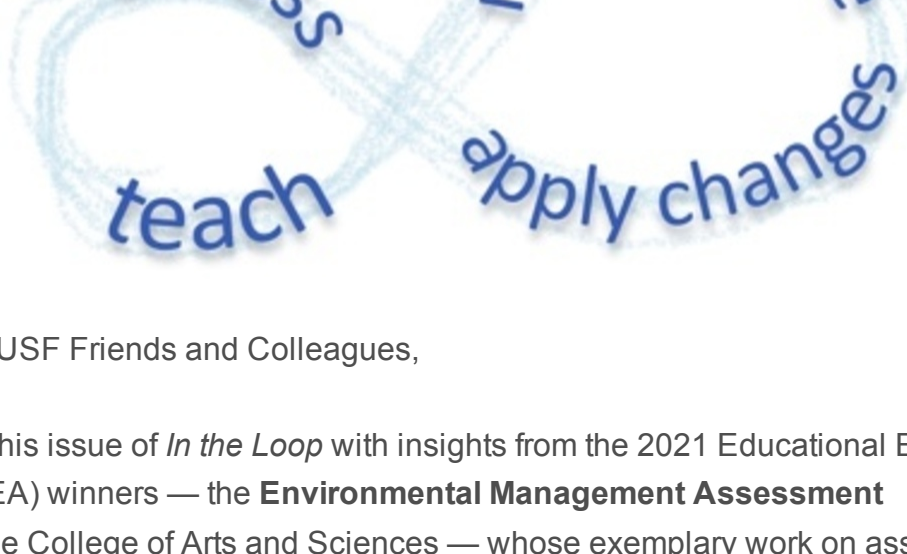 teach
apply changes
USF Friends and Colleagues,
his issue of In the Loop with insights from the 2021 Educational E
EA) winners — the Environmental Management Assessment
e College of Arts and Sciences — whose exemplary work on ass